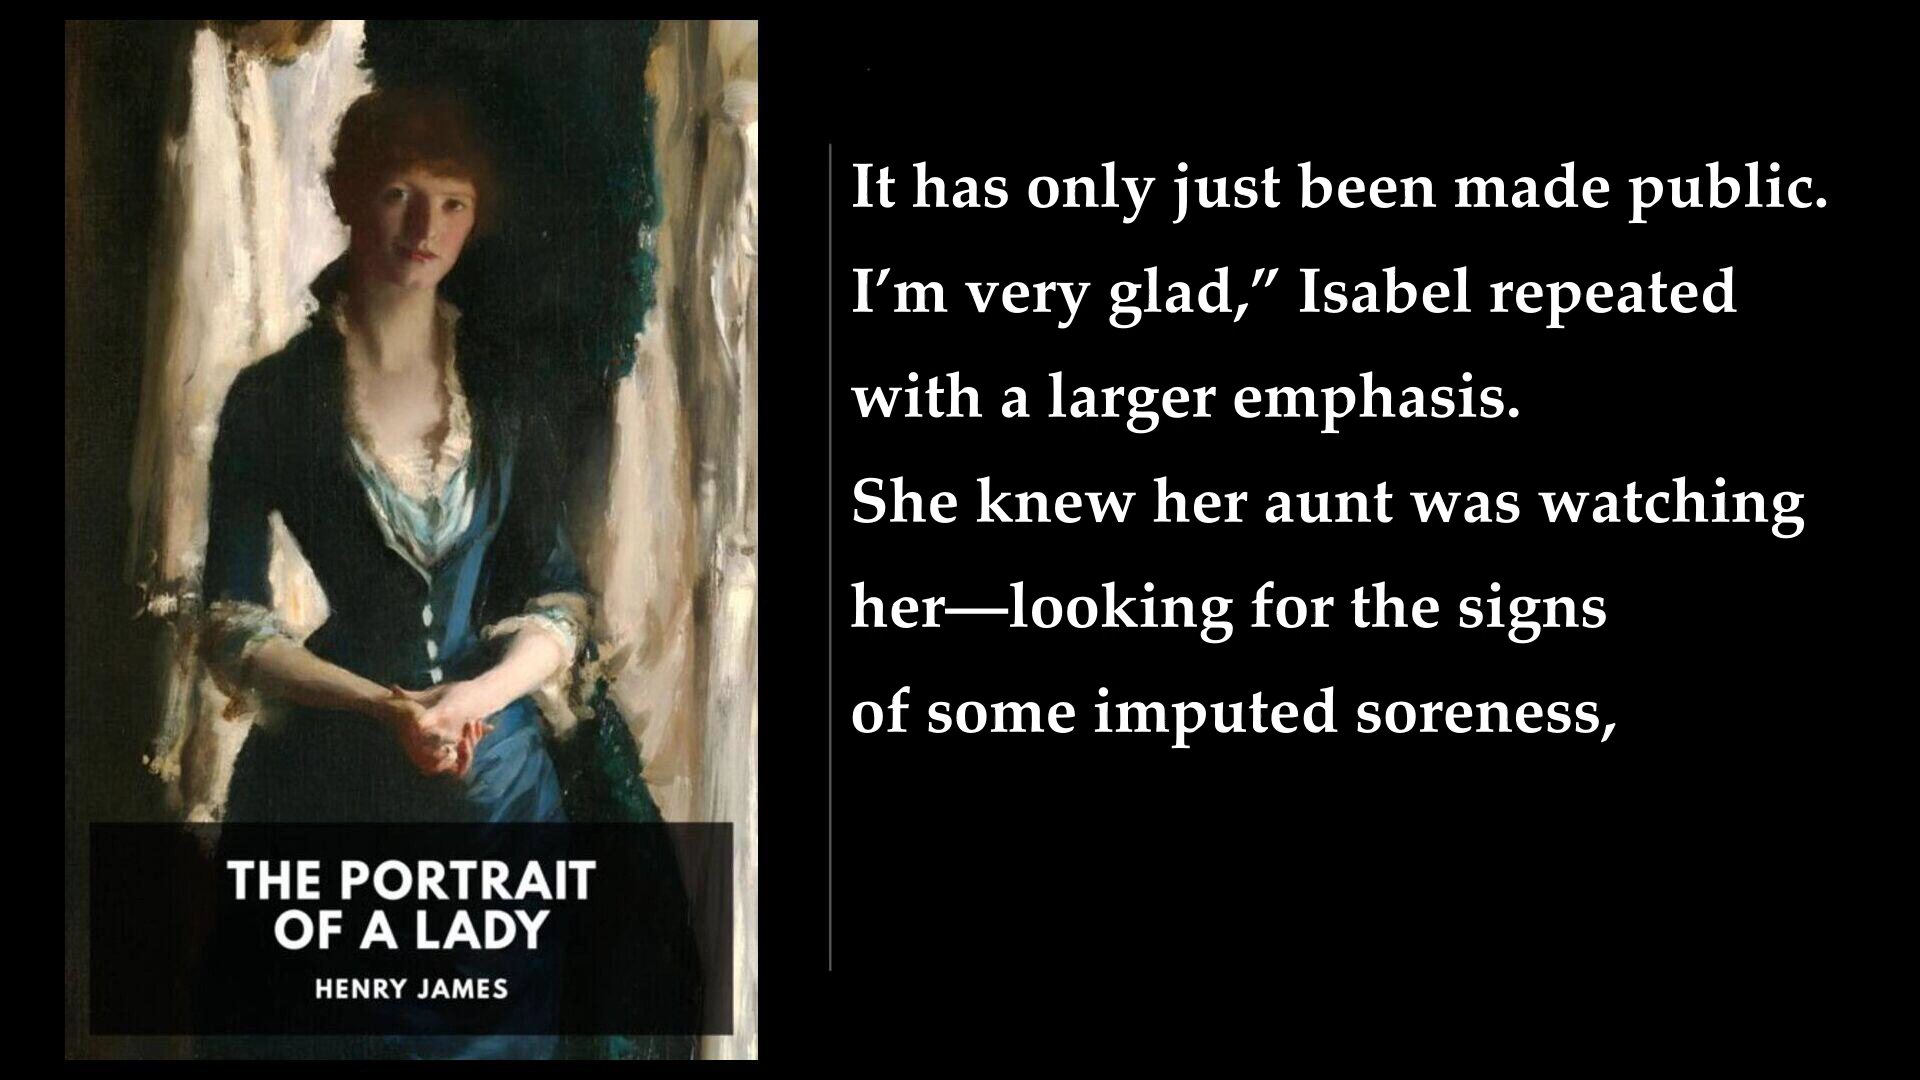 It has only just been made public.
I’m very glad,” Isabel repeated
with a larger emphasis.
She knew her aunt was watching
her—looking for the signs
of some imputed soreness,
THE PORTRAIT
OF A LADY
HENRY JAMES